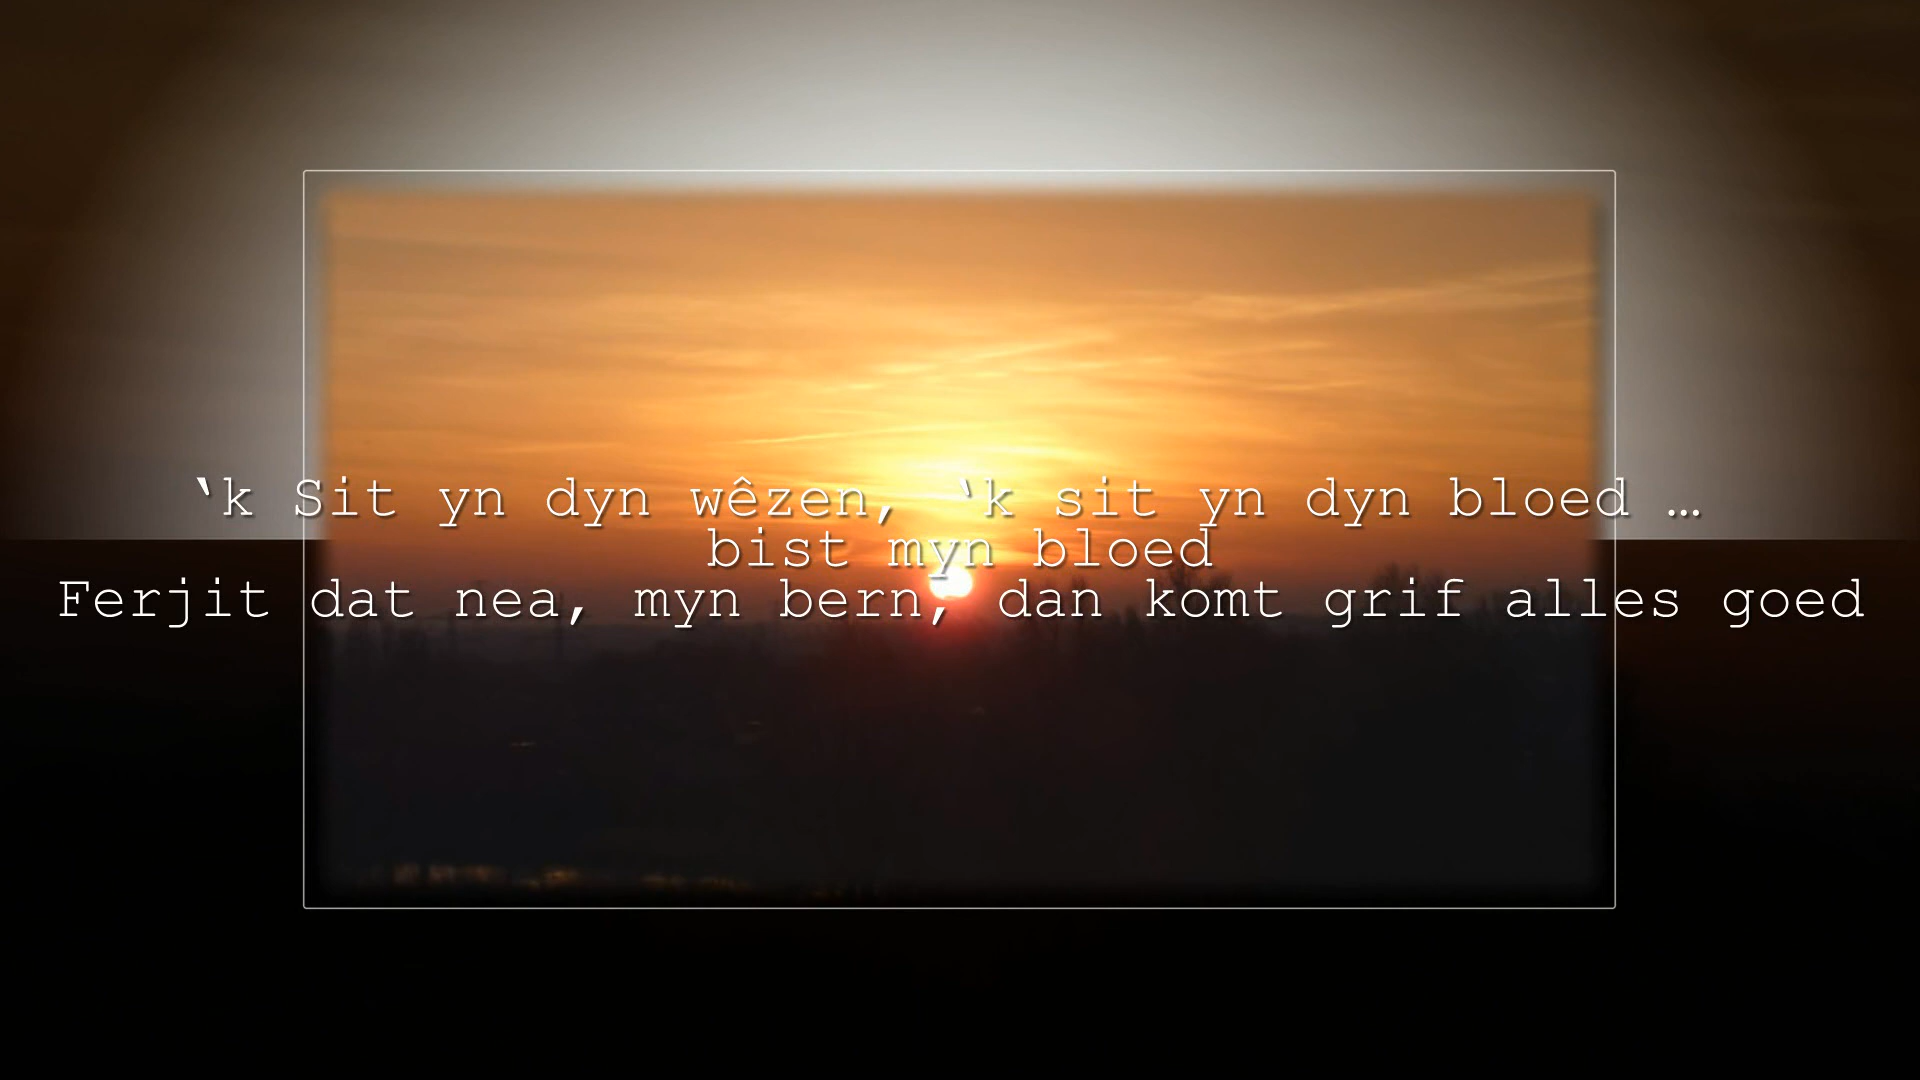 ‘k Sit yn dyn wêzen, ‘k sit yn dyn bloed …
bist myn bloed
Ferjit dat nea, myn bern, dan komt grif alles goed